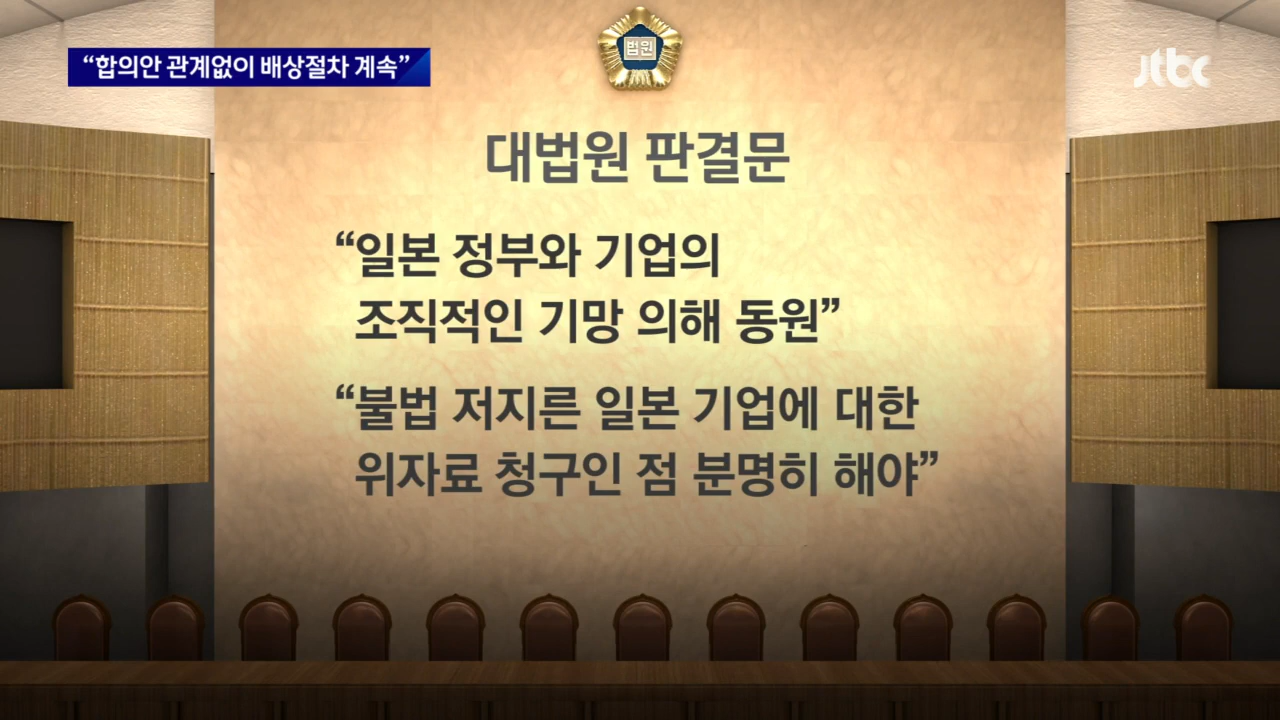 “합의안 관계없이 배상절차 계속”
법원
jtbc
대법원 판결문
“일본 정부와 기업의
조직적인 기망 의해 동원”
“불법 저지른 일본 기업에 대한
위자료 청구인 점 분명히 해야”